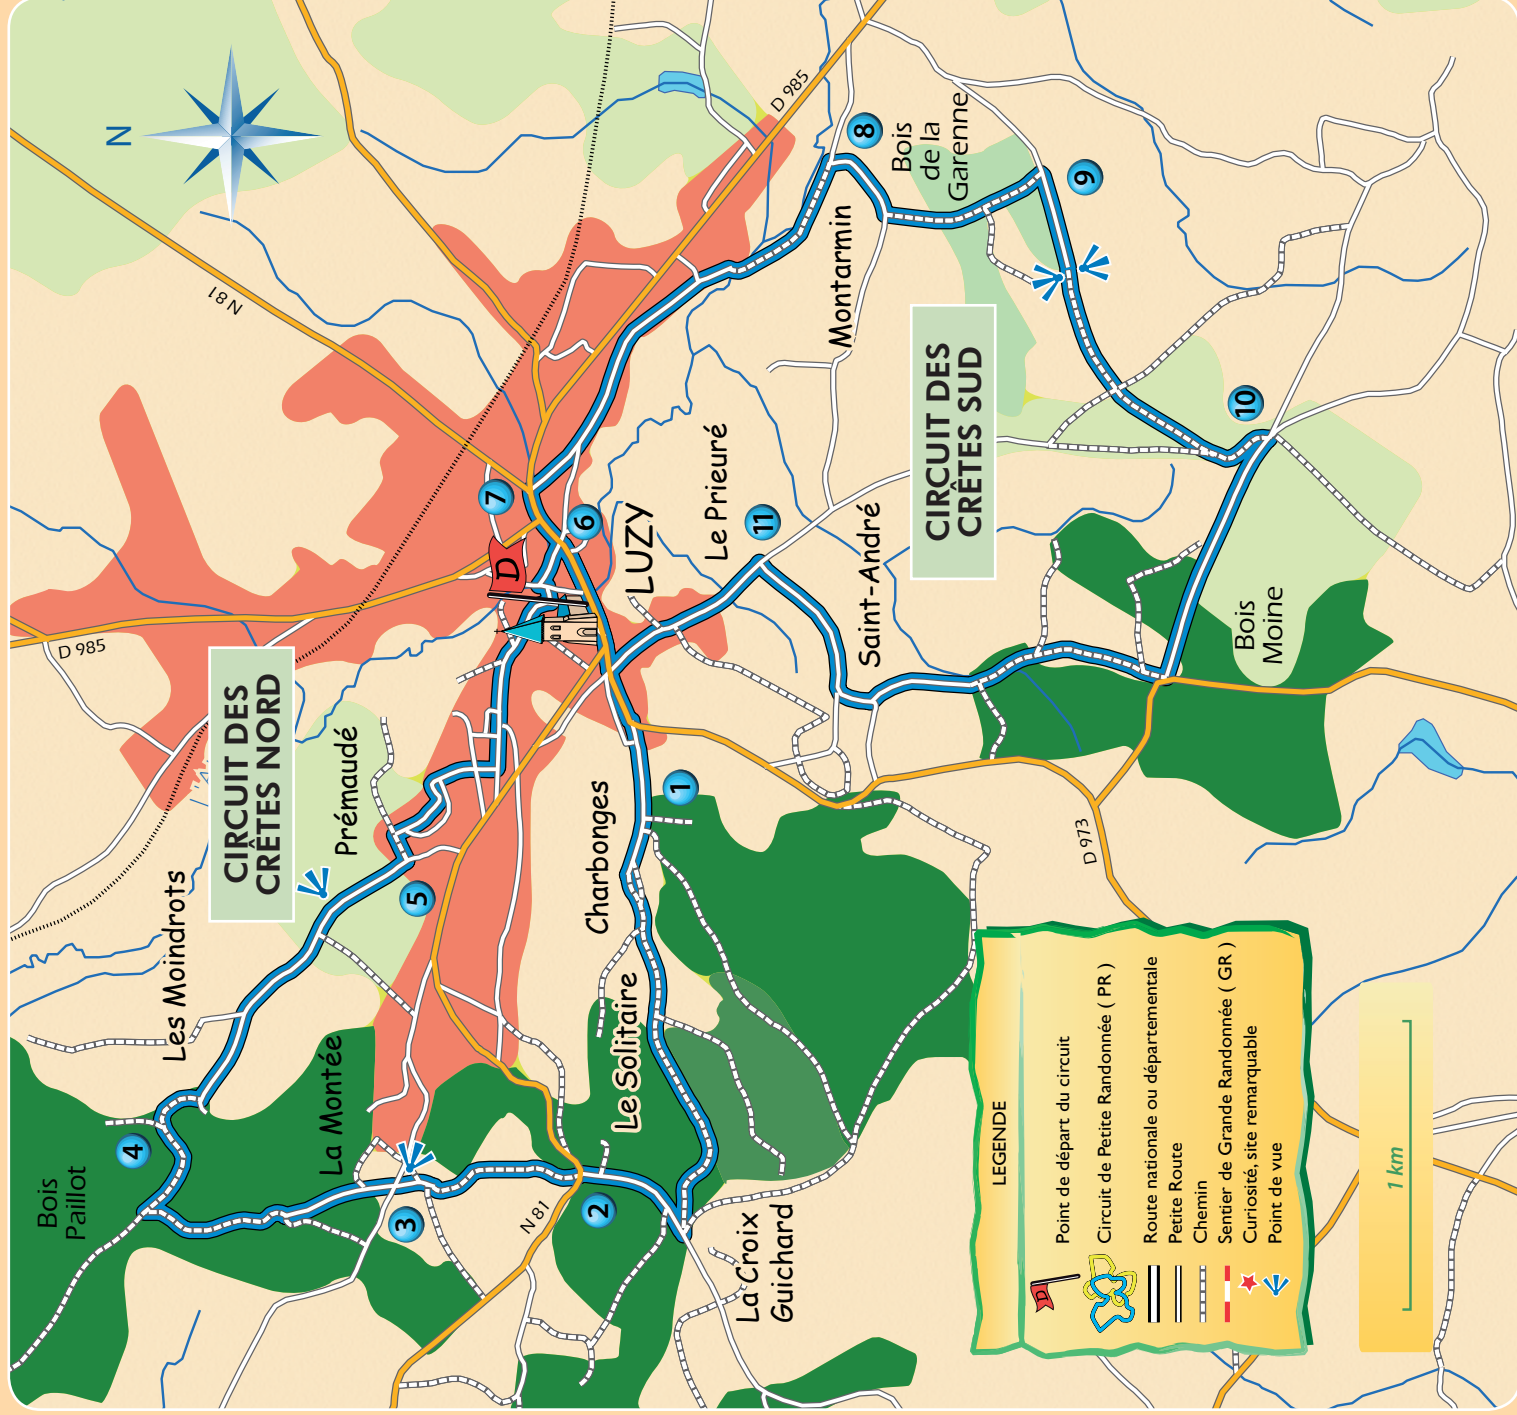 N
N 81
D 985
D 985
8
Bois
de la
Garenne
9
Montarmin
CIRCUIT DES
CRÊTES SUD
10
7
6
D
LUZY
Le Prieuré
11
Saint-André
Bois
Moine
CIRCUIT DES
CRÊTES NORD
Prémaudé
Charbonges
1
D 973
5
Les Moindrots
Le Solitaire
La Montée
4
Bois
Paillot
3
2
N 81
La Croix
Guichard
LEGENDE
D
Point de départ du circuit
Circuit de Petite Randonnée ( PR )
Route nationale ou départementale
Petite Route
Chemin
Sentier de Grande Randonnée ( GR )
Curiosité, site remarquable
Point de vue
1 km